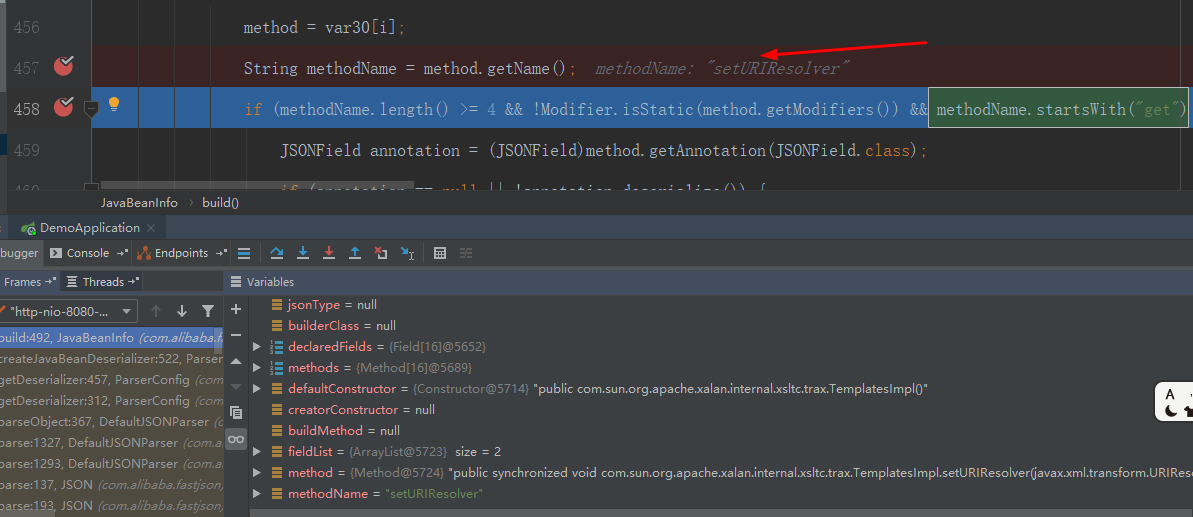 456 method = var30[i];
457 String methodName = method.getName(); methodName: "setURIResolver"
458 if (methodName.length() >= 4 && !Modifier.isStatic(method.getModifiers()) && methodName.startsWith("get")
459 JSONField annotation = (JSONField)method.getAnnotation(JSONField.class);
JavaBeanInfo › build()
DemoApplication ×
bugger Console Endpoints
Frames Threads Variables
"http-nio-8080-...
jsonType = null
builderClass = null
build:492, JavaBeanInfo (com.alibaba.f
declaredFields = {Field[16]@5652}
createJavaBeanDeserializer:522, Parser
methods = {Method[16]@5689}
getDeserializer:457, ParserConfig (com
defaultConstructor = {Constructor@5714} "public com.sun.org.apache.xalan.internal.xsltc.trax.TemplatesImpl()"
getDeserializer:312, ParserConfig (com
creatorConstructor = null
parseObject:367, DefaultJSONParser
buildMethod = null
parse:1327, DefaultJSONParser (com.a
fieldList = {ArrayList@5723} size = 2
parse:1293, DefaultJSONParser (com.a
method = {Method@5724} "public synchronized void com.sun.org.apache.xalan.internal.xsltc.trax.TemplatesImpl.setURIResolver(javax.xml.transform.URIReso
parse:137, JSON (com.alibaba.fastjson)
methodName = "setURIResolver"
parse:193, JSON (com.alibaba.fastjson)
A